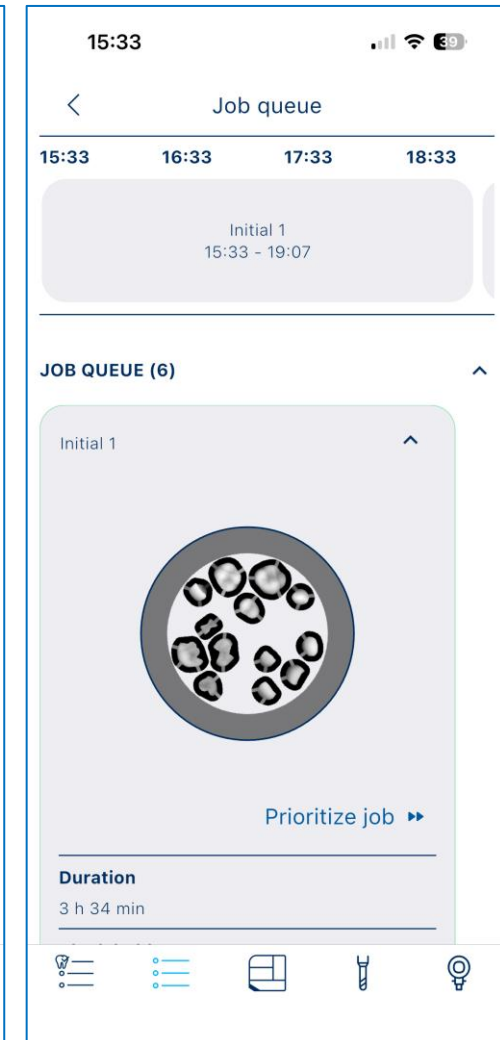 15:33
39
Job queue
15:33 16:33 17:33 18:33
Initial 1
15:33 - 19:07
JOB QUEUE (6)
Initial 1
Prioritize job
Duration
3 h 34 min